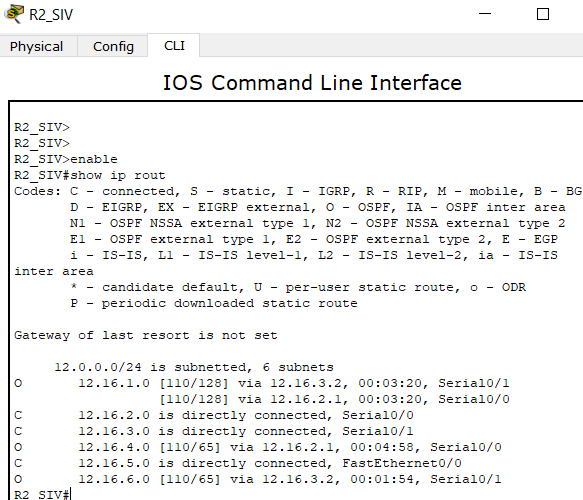 R2_SIV
Physical Config CLI
IOS Command Line Interface
R2_SIV>
R2_SIV>
R2_SIV>enable
R2_SIV#show ip rout
Codes: C - connected, S - static, I - IGRP, R - RIP, M - mobile, B - BG
D - EIGRP, EX - EIGRP external, O - OSPF, IA - OSPF inter area
N1 - OSPF NSSA external type 1, N2 - OSPF NSSA external type 2
E1 - OSPF external type 1, E2 - OSPF external type 2, E - EGP
i - IS-IS, L1 - IS-IS level-1, L2 - IS-IS level-2, ia - IS-IS
inter area
* - candidate default, U - per-user static route, o - ODR
P - periodic downloaded static route
Gateway of last resort is not set
12.0.0.0/24 is subnetted, 6 subnets
O 12.16.1.0 [110/128] via 12.16.3.2, 00:03:20, Serial0/1
[110/128] via 12.16.2.1, 00:03:20, Serial0/0
C 12.16.2.0 is directly connected, Serial0/0
C 12.16.3.0 is directly connected, Serial0/1
O 12.16.4.0 [110/65] via 12.16.2.1, 00:04:58, Serial0/0
C 12.16.5.0 is directly connected, FastEthernet0/0
O 12.16.6.0 [110/65] via 12.16.3.2, 00:01:54, Serial0/1
R2_SIV#